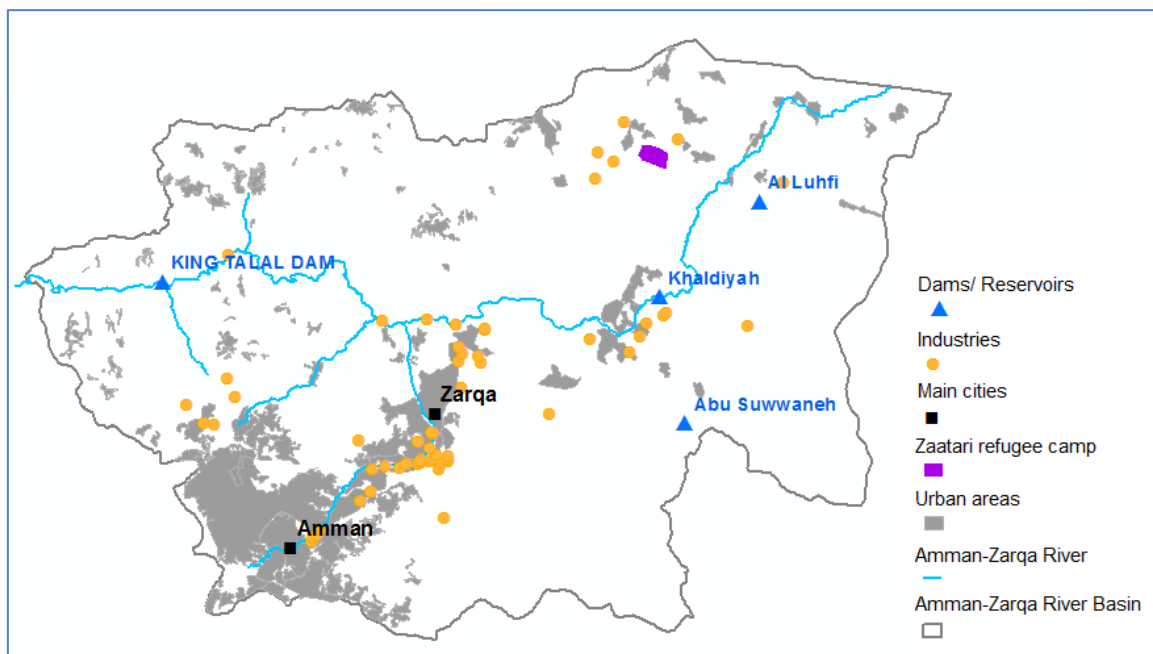 Al Luhfi
KING TALAL DAM
Khaldiyah
Zarqa
Abu Suwwaneh
Amman
Dams/ Reservoirs
Industries
Main cities
Zaatari refugee camp
Urban areas
Amman-Zarqa River
Amman-Zarqa River Basin